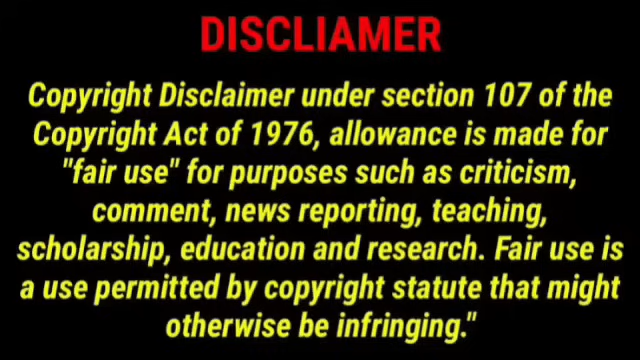 DISCLIAMER
Copyright Disclaimer under section 107 of the
Copyright Act of 1976, allowance is made for
"fair use" for purposes such as criticism,
comment, news reporting, teaching,
scholarship, education and research. Fair use is
a use permitted by copyright statute that might
otherwise be infringing."